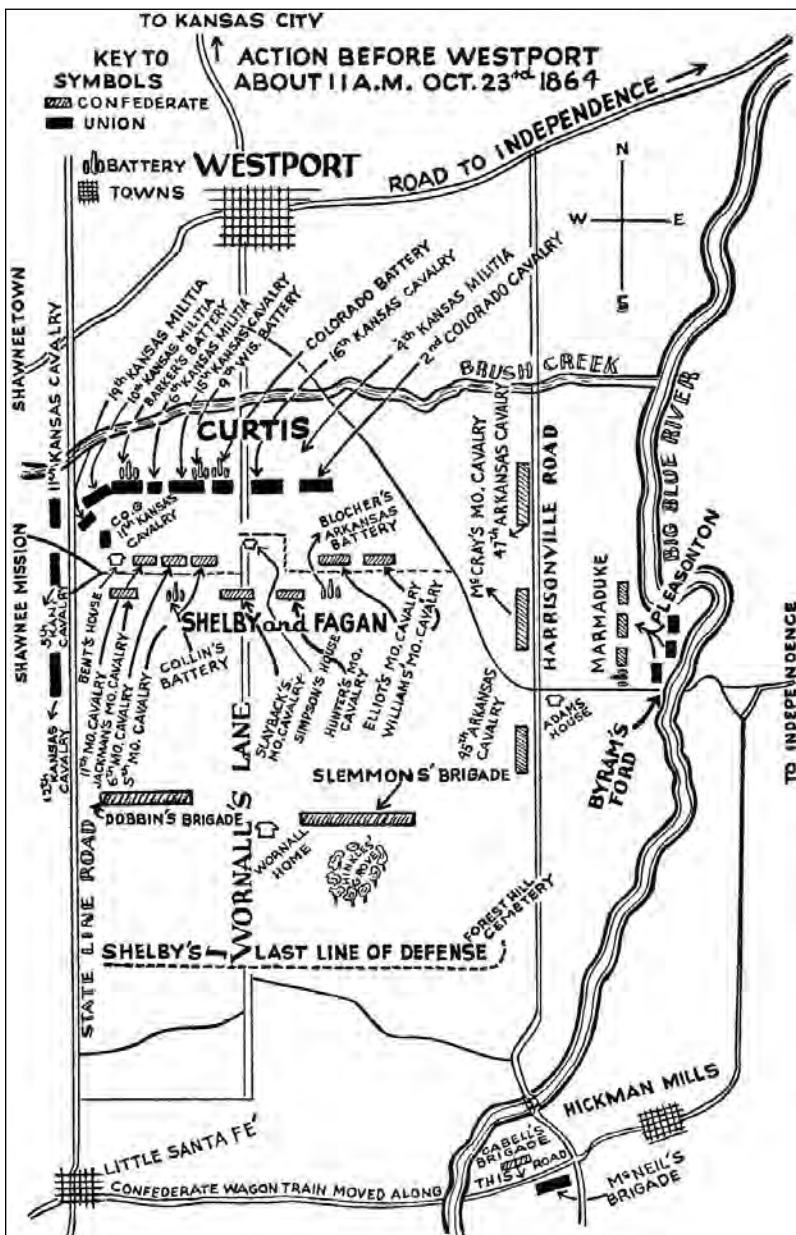 TO KANSAS CITY
KEY TO
SYMBOLS
CONFEDERATE
UNION
BATTERY
TOWNS
ACTION BEFORE WESTPORT
ABOUT 11 A.M. OCT. 23rd 1864
WESTPORT
ROAD TO INDEPENDENCE
N
W
E
S
SHAWNEETOWN
11th KANSAS CAVALRY
19th KANSAS MILITIA
10th KANSAS MILITIA
BARKER'S BATTERY
6th KANSAS MILITIA
15th KANSAS CAVALRY
9th WIS. BATTERY
COLORADO BATTERY
16th KANSAS CAVALRY
4th KANSAS MILITIA
2nd COLORADO CAVALRY
BRUSH CREEK
BIG BLUE RIVER
CURTIS
CO. G
11th KANSAS
CAVALRY
BLOCHER'S
ARKANSAS
BATTERY
McCRAY'S MO. CAVALRY
47th ARKANSAS CAVALRY
HARRISONVILLE ROAD
MARMADUKE
PLEASONTON
SHAWNEE MISSION
5th KAN.
CAVALRY
BENT'S HOUSE
SHELBY and FAGAN
11th MO. CAVALRY
JACKMAN'S MO. CAVALRY
6th MO. CAVALRY
5th MO. CAVALRY
COLLIN'S
BATTERY
SLAYBACK'S
MO. CAVALRY
SIMPSON'S HOUSE
HUNTER'S MO.
CAVALRY
ELLIOT'S MO. CAVALRY
WILLIAMS' MO. CAVALRY
45th ARKANSAS
CAVALRY
ADAMS
HOUSE
BYRAM'S
FORD
TO INDEPENDENCE
12th KANSAS
CAVALRY
SLEMMONS' BRIGADE
DOBBIN'S BRIGADE
WORNALL'S LANE
WORNALL
HOME
HINKLES'
GROVE
STATE LINE ROAD
FOREST HILL
CEMETERY
SHELBY'S LAST LINE OF DEFENSE
HICKMAN MILLS
LITTLE SANTA FE'
CABELL'S
BRIGADE
CONFEDERATE WAGON TRAIN MOVED ALONG THIS ROAD
McNEIL'S
BRIGADE